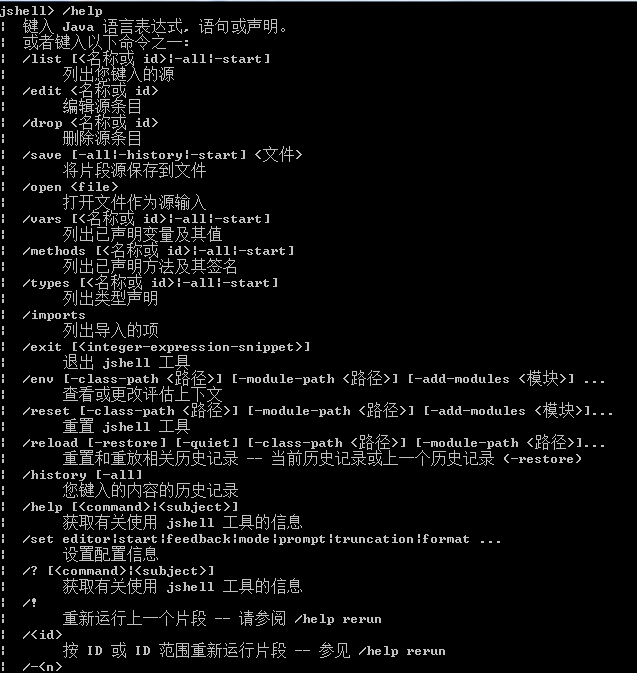 jshell> /help
¦  键入 Java 语言表达式, 语句或声明。
¦  或者键入以下命令之一:
¦  /list [<名称或 id>¦-all¦-start]
¦       列出您键入的源
¦  /edit <名称或 id>
¦       编辑源条目
¦  /drop <名称或 id>
¦       删除源条目
¦  /save [-all¦-history¦-start] <文件>
¦       将片段源保存到文件
¦  /open <file>
¦       打开文件作为源输入
¦  /vars [<名称或 id>¦-all¦-start]
¦       列出已声明变量及其值
¦  /methods [<名称或 id>¦-all¦-start]
¦       列出已声明方法及其签名
¦  /types [<名称或 id>¦-all¦-start]
¦       列出类型声明
¦  /imports
¦       列出导入的项
¦  /exit [<integer-expression-snippet>]
¦       退出 jshell 工具
¦  /env [-class-path <路径>] [-module-path <路径>] [-add-modules <模块>] ...
¦       查看或更改评估上下文
¦  /reset [-class-path <路径>] [-module-path <路径>] [-add-modules <模块>]...
¦       重置 jshell 工具
¦  /reload [-restore] [-quiet] [-class-path <路径>] [-module-path <路径>]...
¦       重置和重放相关历史记录 -- 当前历史记录或上一个历史记录 (-restore)
¦  /history [-all]
¦       您键入的内容的历史记录
¦  /help [<command>¦<subject>]
¦       获取有关使用 jshell 工具的信息
¦  /set editor¦start¦feedback¦mode¦prompt¦truncation¦format ...
¦       设置配置信息
¦  /? [<command>¦<subject>]
¦       获取有关使用 jshell 工具的信息
¦  /!
¦       重新运行上一个片段 -- 请参阅 /help rerun
¦  /<id>
¦       按 ID 或 ID 范围重新运行片段 -- 参见 /help rerun
¦  /-<n>